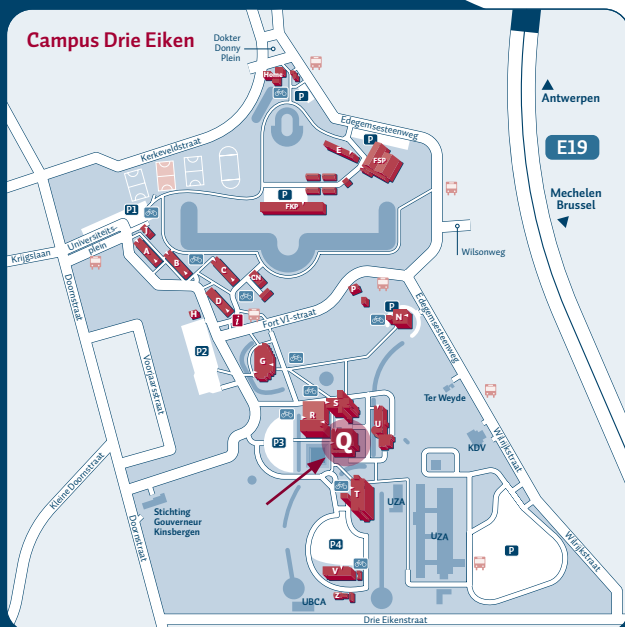 Campus Drie Eiken
Dokter
Donny
Plein
Home
P
Antwerpen
E19
Mechelen
Brussel
Edegemsesteenweg
P
Kerkeveldstraat
E
FSP
P
FKP
P1
J
Universiteits-
plein
Krijgslaan
A
B
C
CN
D
Wilsonweg
H
i
Fort VI-straat
P
P
N
Edegemsesteenweg
Doornstraat
P2
Voorjaarsstraat
G
Ter Weyde
S
R
U
Q
P3
KDV
Wilrijkstraat
Kleine Doornstraat
T
UZA
UZA
Stichting
Gouverneur
Kinsbergen
Doornstraat
P4
P
Wilrijkstraat
V
Z
UBCA
Drie Eikenstraat